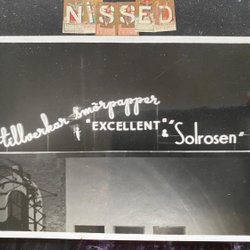 NISSED
tillverkar smörpapper
"EXCELLENT"
& "Solrosen"